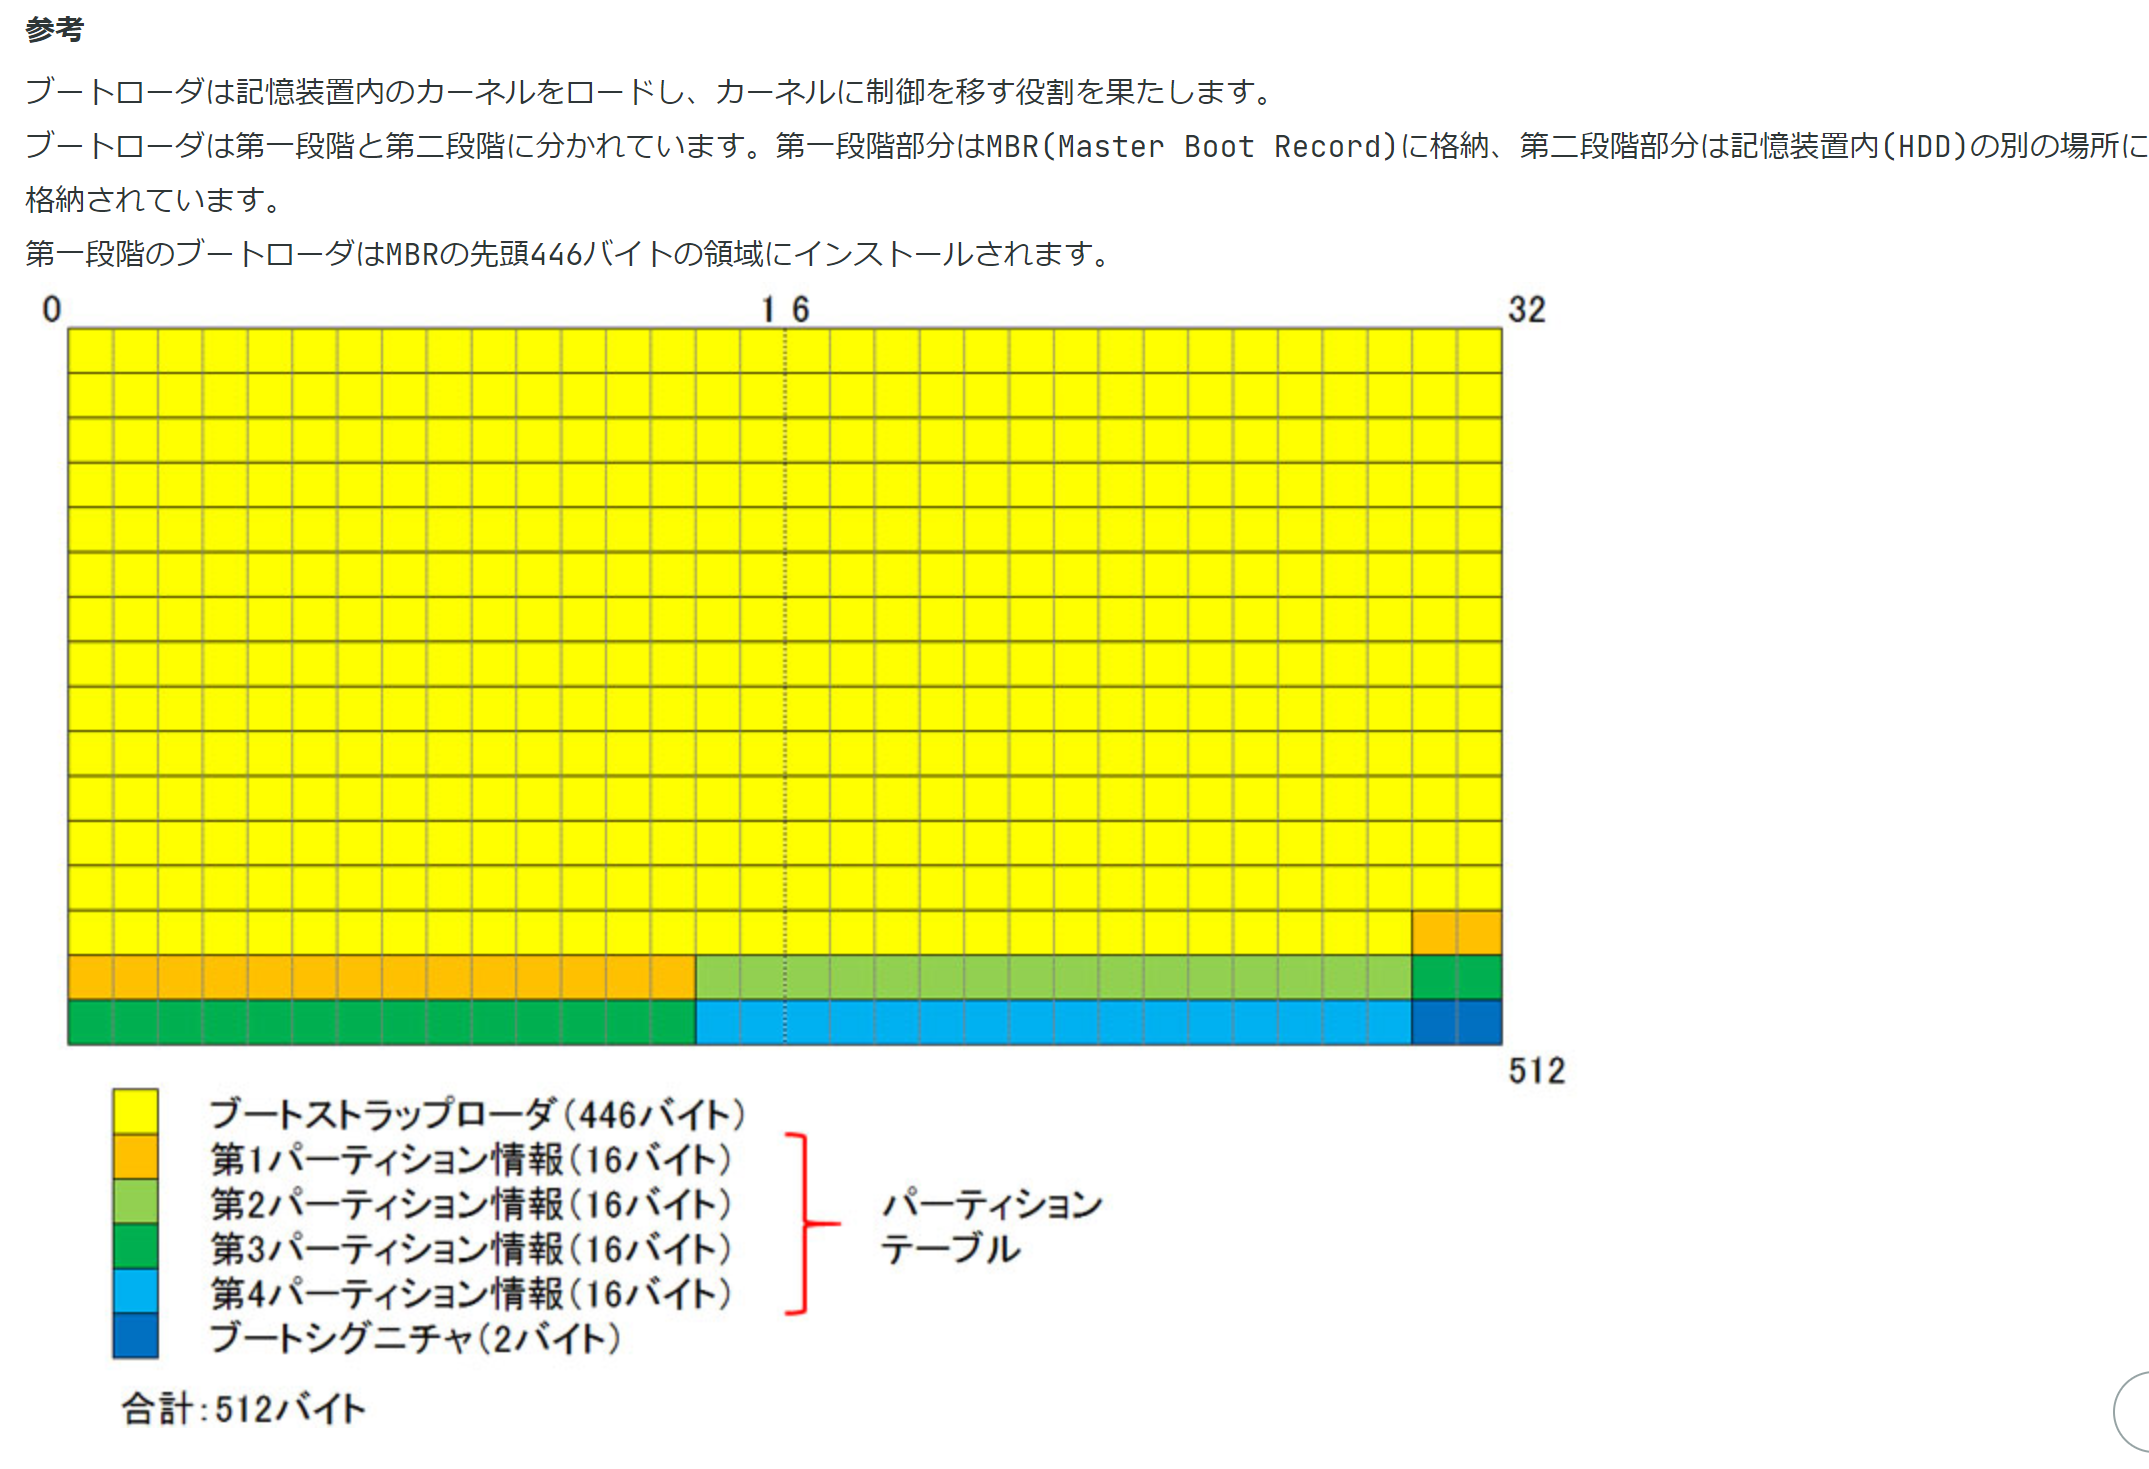 参考
ブートローダは記憶装置内のカーネルをロードし、カーネルに制御を移す役割を果たします。
ブートローダは第一段階と第二段階に分かれています。第一段階部分はMBR(Master Boot Record)に格納、第二段階部分は記憶装置内(HDD)の別の場所に
格納されています。
第一段階のブートローダはMBRの先頭446バイトの領域にインストールされます。
0 16 32
512
ブートストラップローダ(446バイト)
第1パーティション情報(16バイト)
第2パーティション情報(16バイト)
第3パーティション情報(16バイト)
第4パーティション情報(16バイト)
ブートシグニチャ(2バイト)
パーティション
テーブル
合計:512バイト